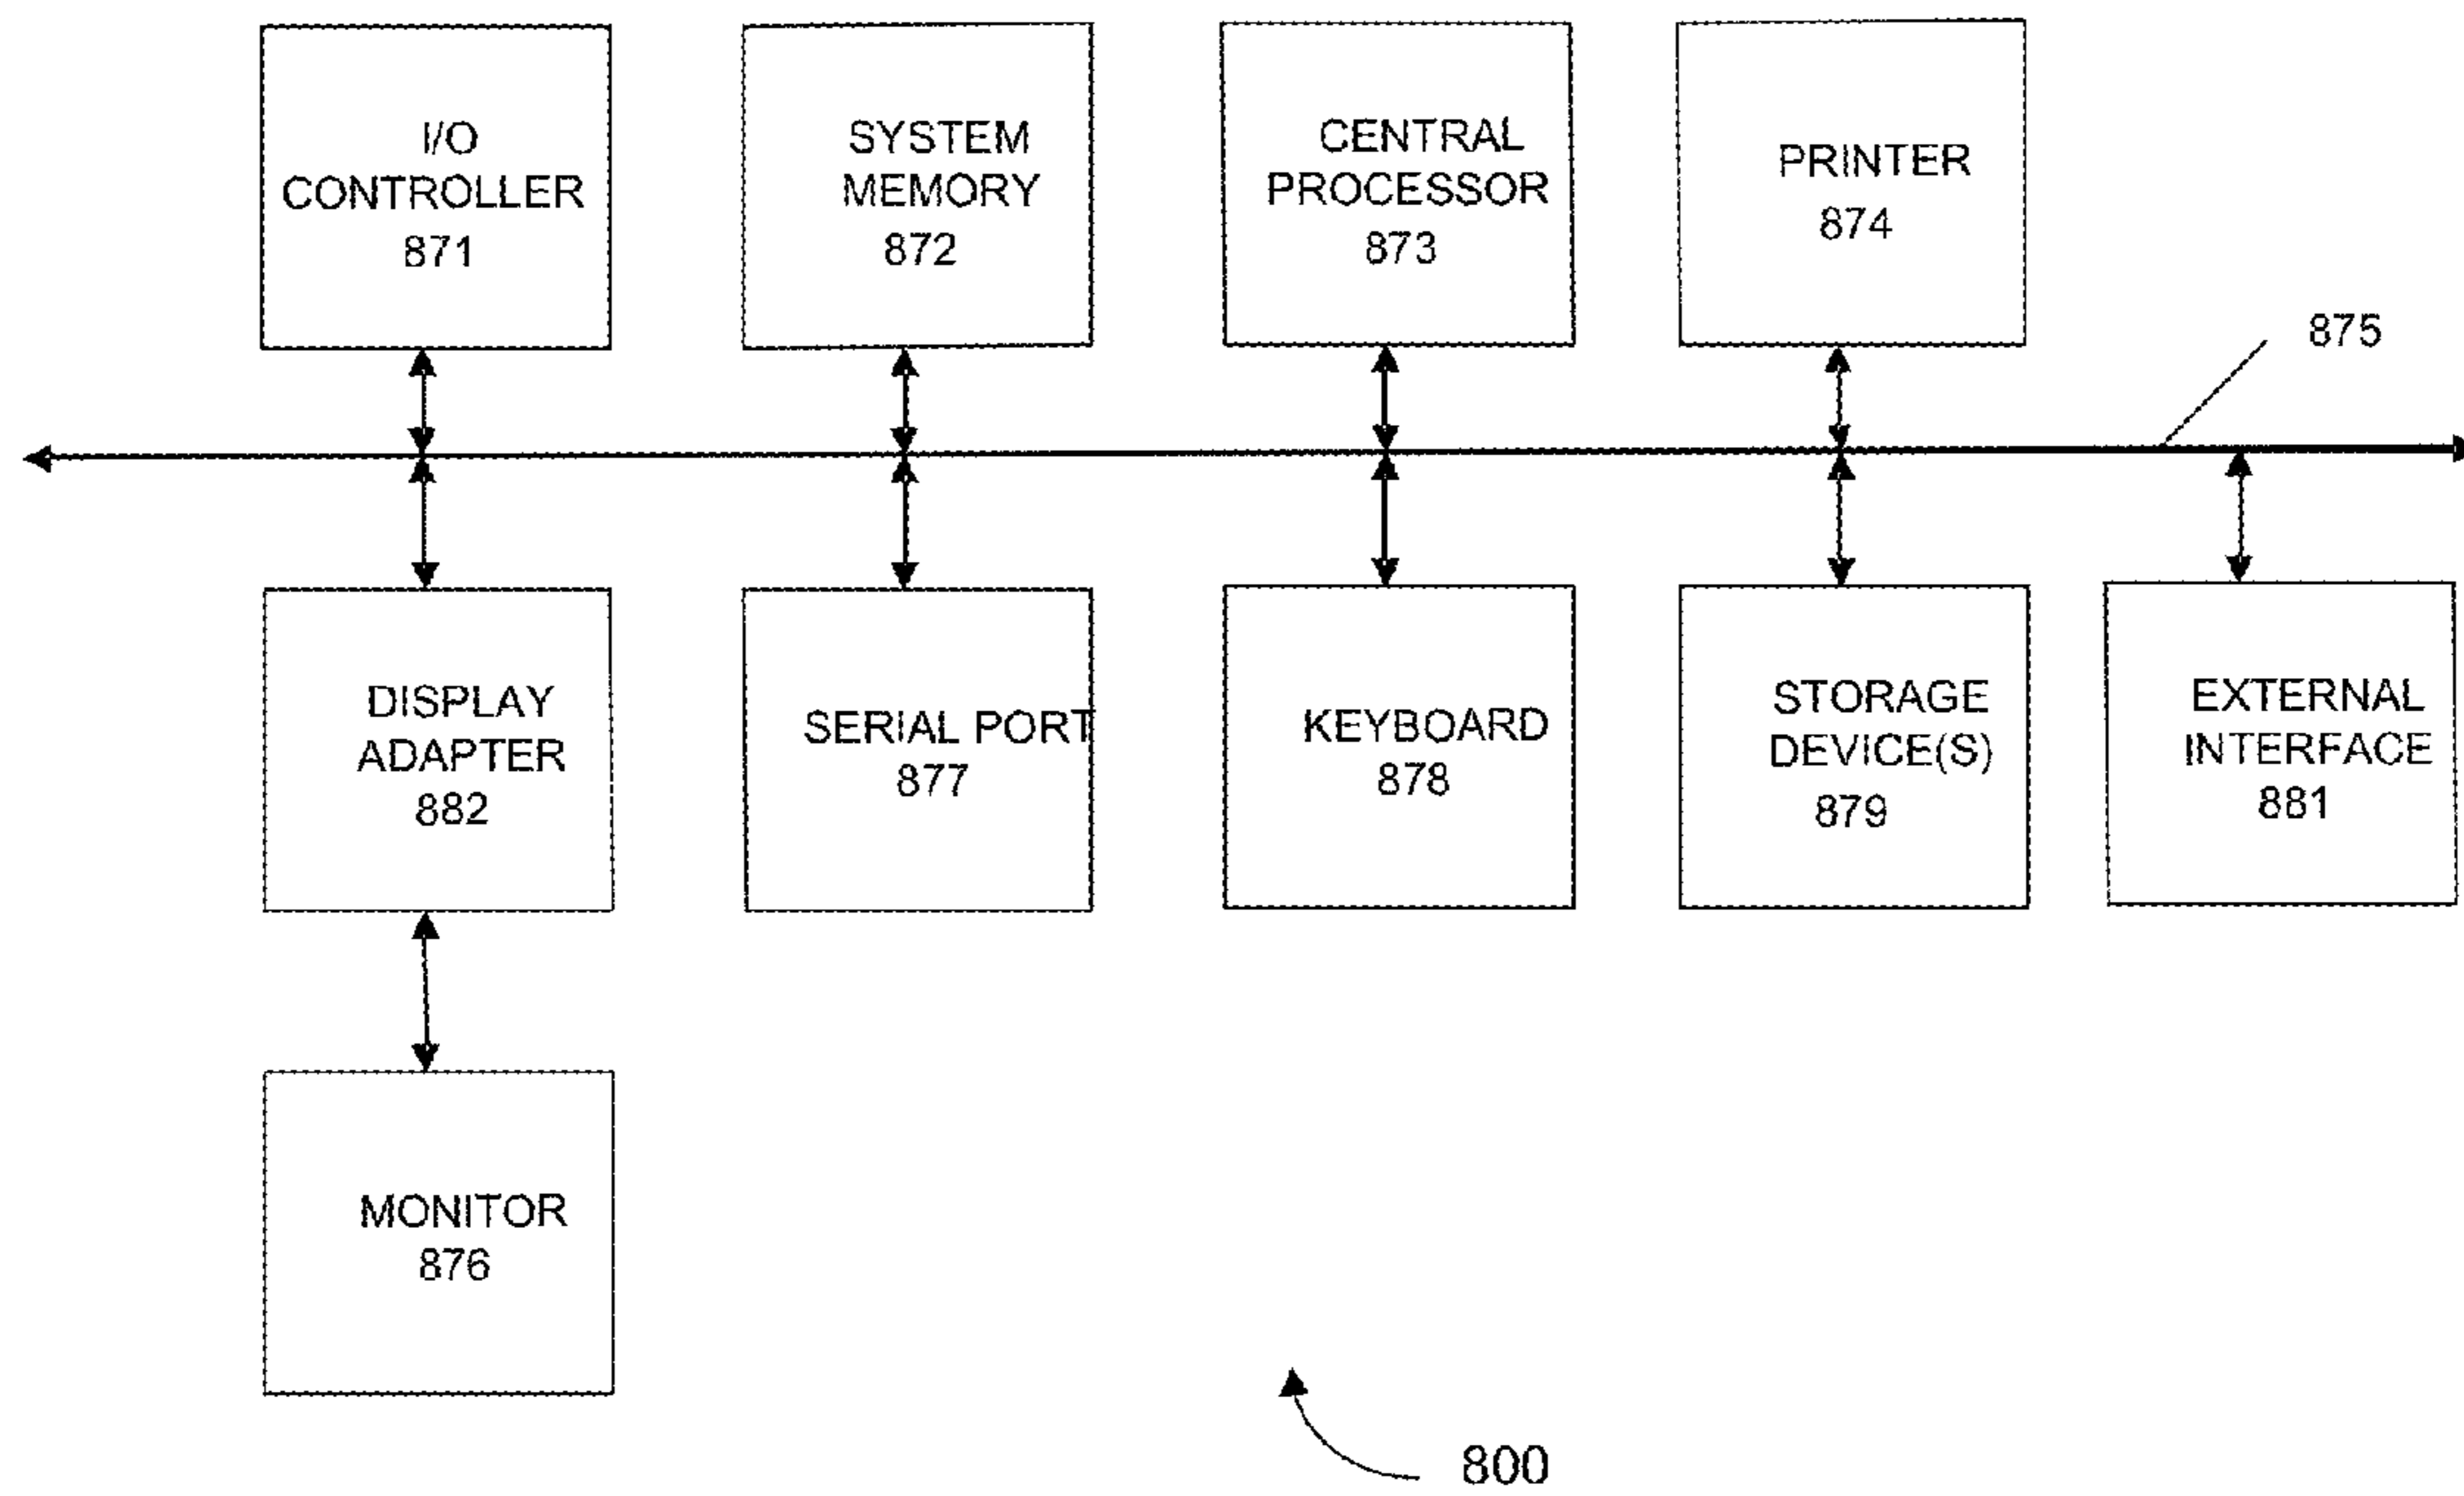 I/O
CONTROLLER
871
SYSTEM
MEMORY
872
CENTRAL
PROCESSOR
873
PRINTER
874
875
DISPLAY
ADAPTER
882
SERIAL PORT
877
KEYBOARD
878
STORAGE
DEVICE(S)
879
EXTERNAL
INTERFACE
881
MONITOR
876
800